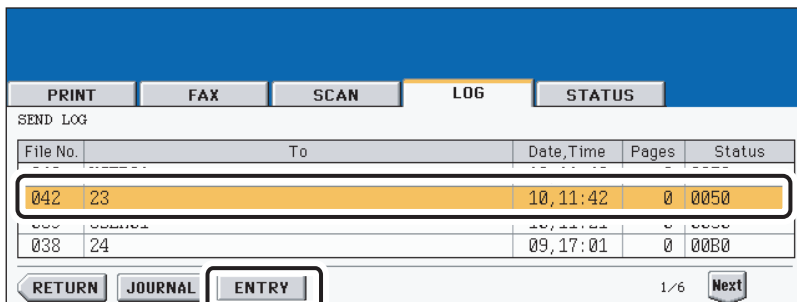 PRINT FAX SCAN LOG STATUS
SEND LOG
File No. To Date,Time Pages Status
042 23 10,11:42 0 0050
038 24 09,17:01 0 00B0
RETURN JOURNAL ENTRY 1/6 Next